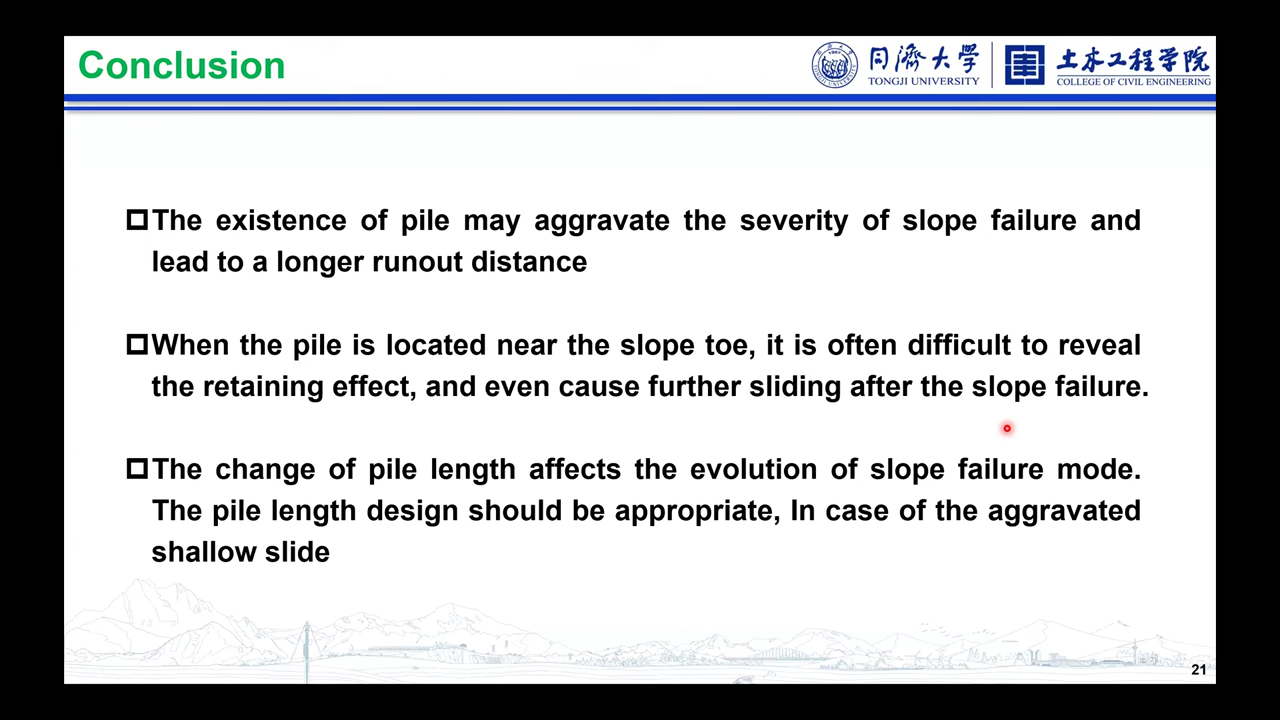 Conclusion
同濟大学
TONGJI UNIVERSITY
土木工程学院
COLLEGE OF CIVIL ENGINEERING
The existence of pile may aggravate the severity of slope failure and
lead to a longer runout distance
When the pile is located near the slope toe, it is often difficult to reveal
the retaining effect, and even cause further sliding after the slope failure.
The change of pile length affects the evolution of slope failure mode.
The pile length design should be appropriate, In case of the aggravated
shallow slide
21